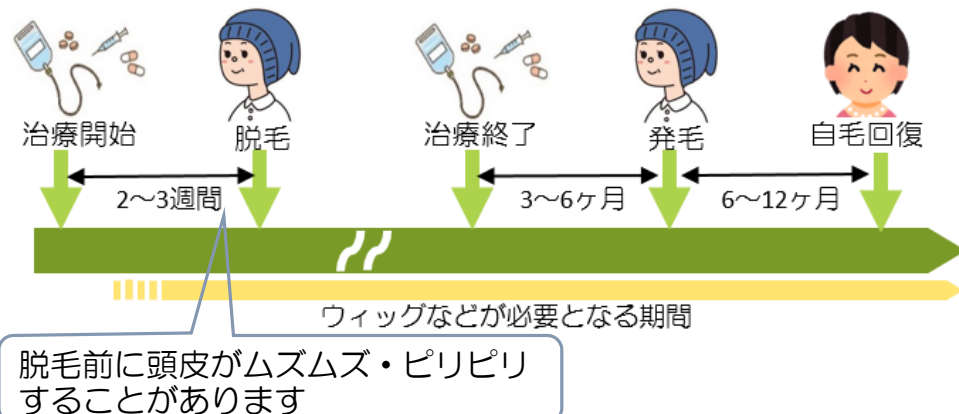 治療開始
脱毛
治療終了
発毛
自毛回復
2～3週間
3～6ヶ月
6～12ヶ月
ウィッグなどが必要となる期間
脱毛前に頭皮がムズムズ・ピリピリ
することがあります